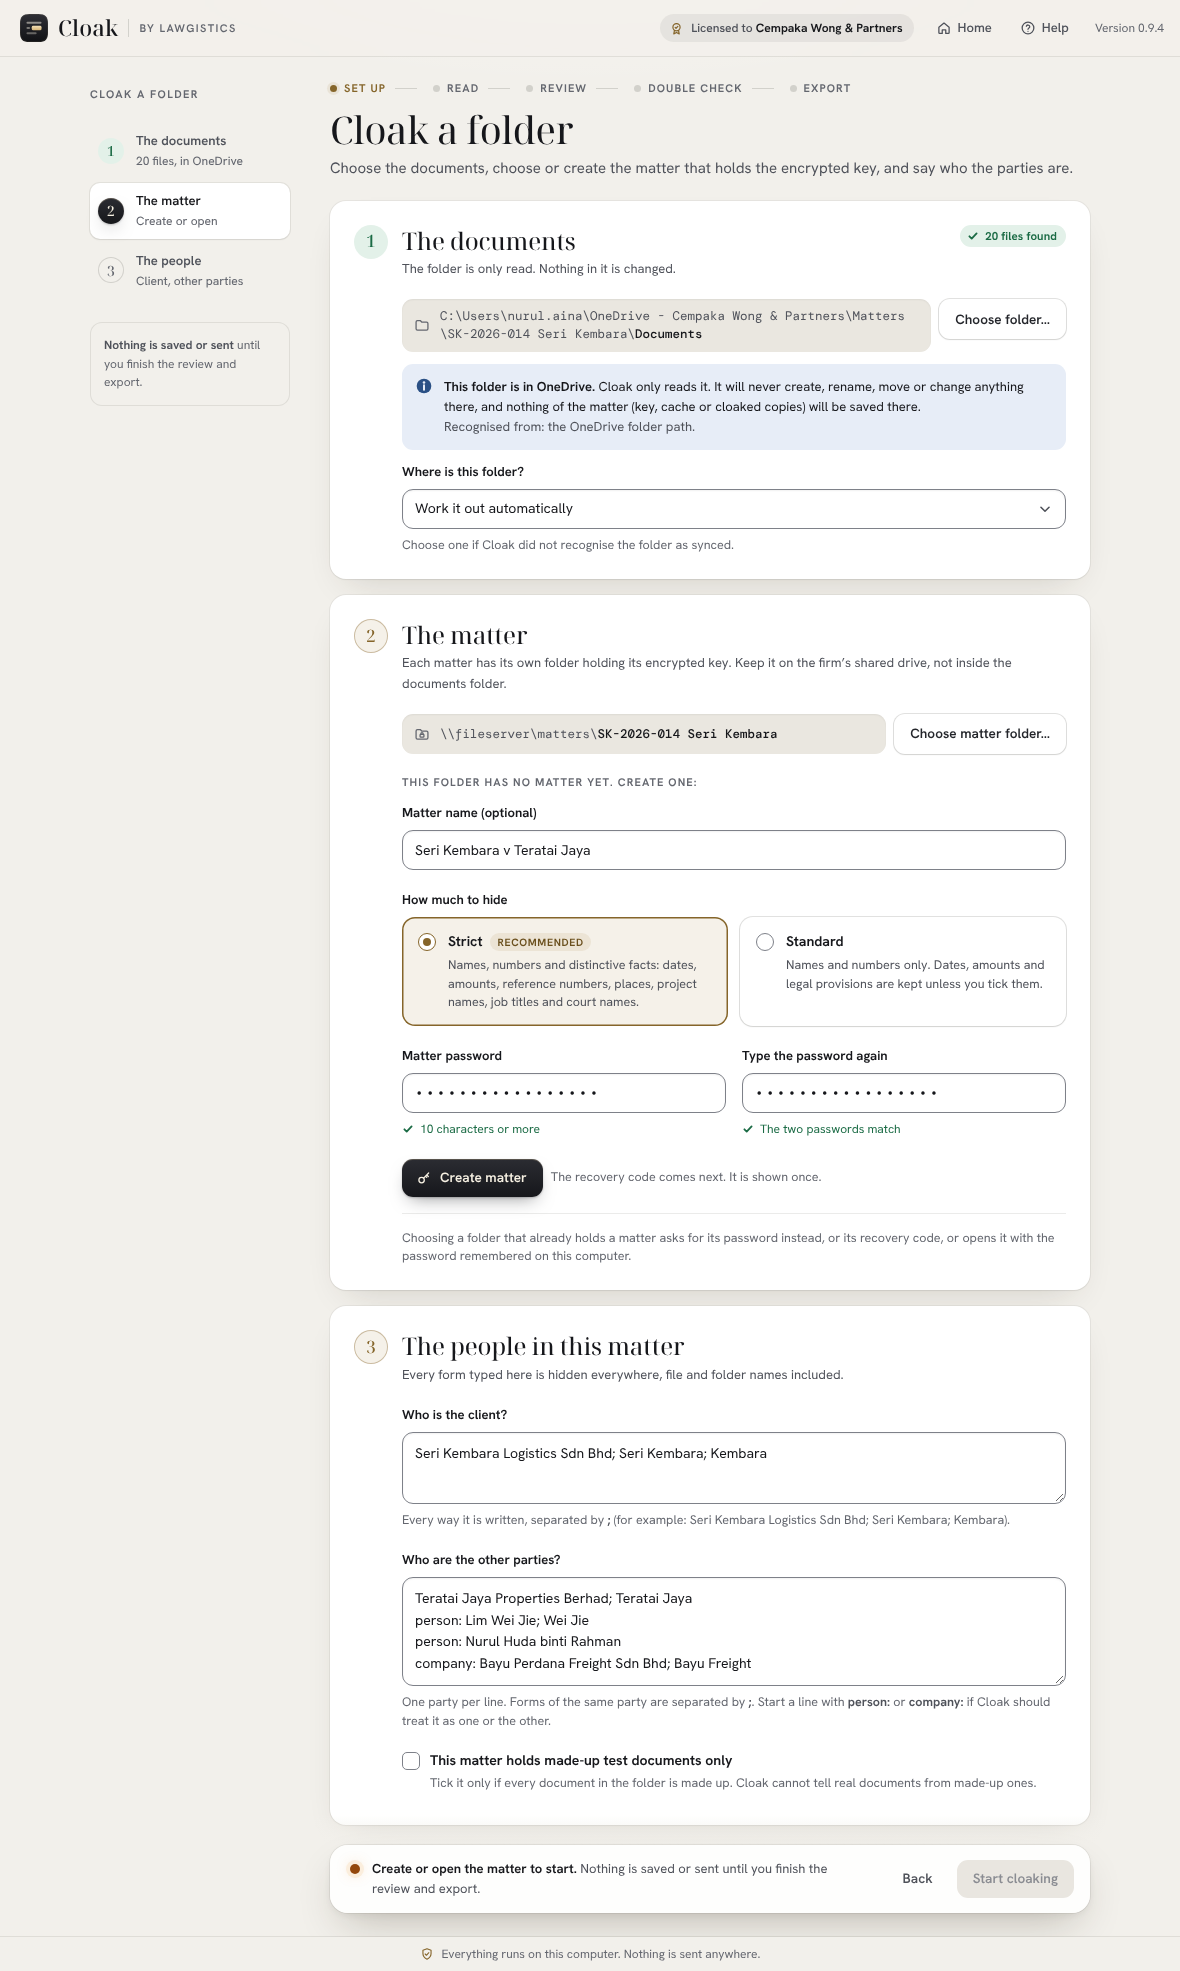 Cloak
BY LAWGISTICS
Licensed to Cempaka Wong & Partners
Home
Help
Version 0.9.4
CLOAK A FOLDER
1
The documents
20 files, in OneDrive
2
The matter
Create or open
3
The people
Client, other parties
Nothing is saved or sent until
you finish the review and
export.
SET UP
READ
REVIEW
DOUBLE CHECK
EXPORT
Cloak a folder
Choose the documents, choose or create the matter that holds the encrypted key, and say who the parties are.
1
The documents
20 files found
The folder is only read. Nothing in it is changed.
C:\Users\nurul.aina\OneDrive - Cempaka Wong & Partners\Matters
\SK-2026-014 Seri Kembara\Documents
Choose folder...
This folder is in OneDrive. Cloak only reads it. It will never create, rename, move or change anything
there, and nothing of the matter (key, cache or cloaked copies) will be saved there.
Recognised from: the OneDrive folder path.
Where is this folder?
Work it out automatically
Choose one if Cloak did not recognise the folder as synced.
2
The matter
Each matter has its own folder holding its encrypted key. Keep it on the firm’s shared drive, not inside the
documents folder.
\\fileserver\matters\SK-2026-014 Seri Kembara
Choose matter folder...
THIS FOLDER HAS NO MATTER YET. CREATE ONE:
Matter name (optional)
Seri Kembara v Teratai Jaya
How much to hide
Strict RECOMMENDED
Names, numbers and distinctive facts: dates,
amounts, reference numbers, places, project
names, job titles and court names.
Standard
Names and numbers only. Dates, amounts and
legal provisions are kept unless you tick them.
Matter password
•••••••••••••••••
10 characters or more
Type the password again
•••••••••••••••••
The two passwords match
Create matter
The recovery code comes next. It is shown once.
Choosing a folder that already holds a matter asks for its password instead, or its recovery code, or opens it with the
password remembered on this computer.
3
The people in this matter
Every form typed here is hidden everywhere, file and folder names included.
Who is the client?
Seri Kembara Logistics Sdn Bhd; Seri Kembara; Kembara
Every way it is written, separated by ; (for example: Seri Kembara Logistics Sdn Bhd; Seri Kembara; Kembara).
Who are the other parties?
Teratai Jaya Properties Berhad; Teratai Jaya
person: Lim Wei Jie; Wei Jie
person: Nurul Huda binti Rahman
company: Bayu Perdana Freight Sdn Bhd; Bayu Freight
One party per line. Forms of the same party are separated by ;. Start a line with person: or company: if Cloak should
treat it as one or the other.
This matter holds made-up test documents only
Tick it only if every document in the folder is made up. Cloak cannot tell real documents from made-up ones.
Create or open the matter to start. Nothing is saved or sent until you finish the
review and export.
Back
Start cloaking
Everything runs on this computer. Nothing is sent anywhere.